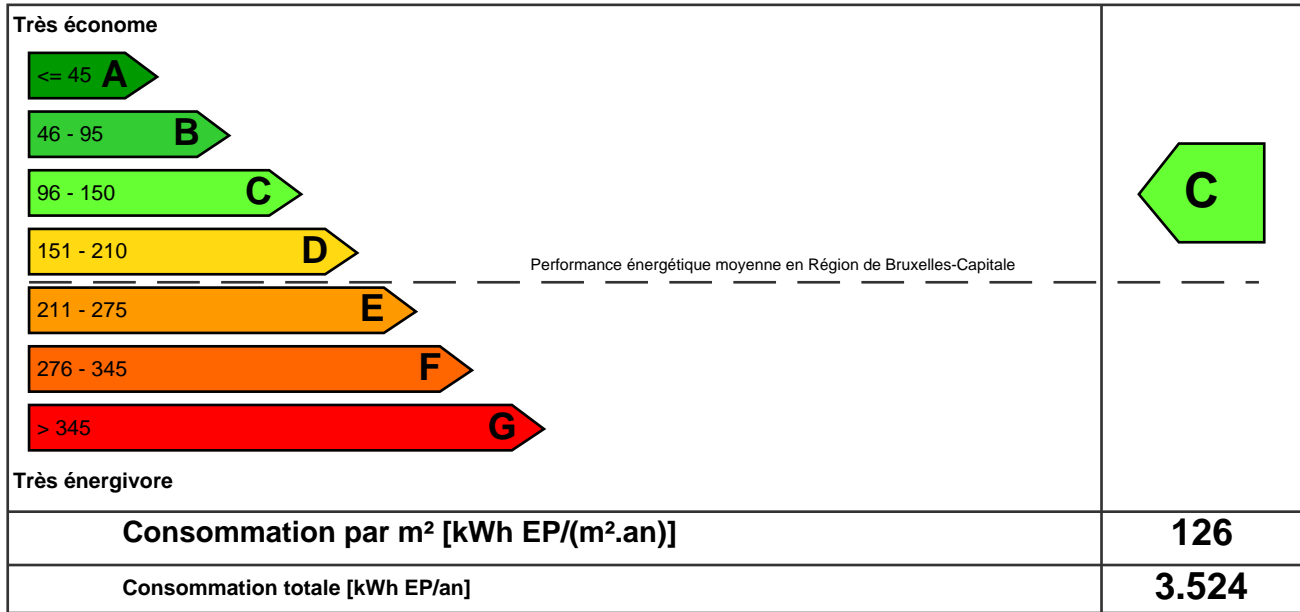 Très économe
<= 45 A
46 - 95 B
96 - 150 C
C
151 - 210 D
Performance énergétique moyenne en Région de Bruxelles-Capitale
211 - 275 E
276 - 345 F
> 345 G
Très énergivore
Consommation par m² [kWh EP/(m².an)] 126
Consommation totale [kWh EP/an] 3.524